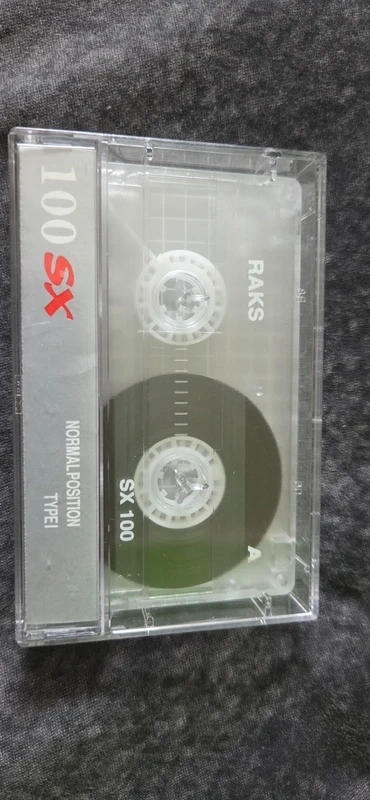 100 SX
NORMAL POSITION
TYPE I
RAKS
A
SX 100